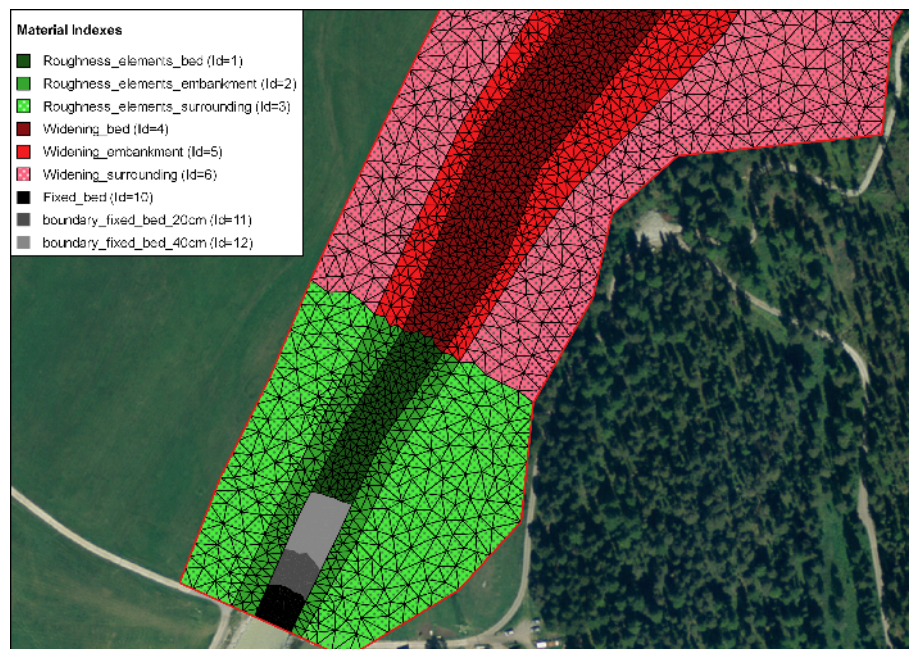 Material Indexes
Roughness_elements_bed (Id=1)
Roughness_elements_embankment (Id=2)
Roughness_elements_surrounding (Id=3)
Widening_bed (Id=4)
Widening_embankment (Id=5)
Widening_surrounding (Id=6)
Fixed_bed (Id=10)
boundary_fixed_bed_20cm (Id=11)
boundary_fixed_bed_40cm (Id=12)